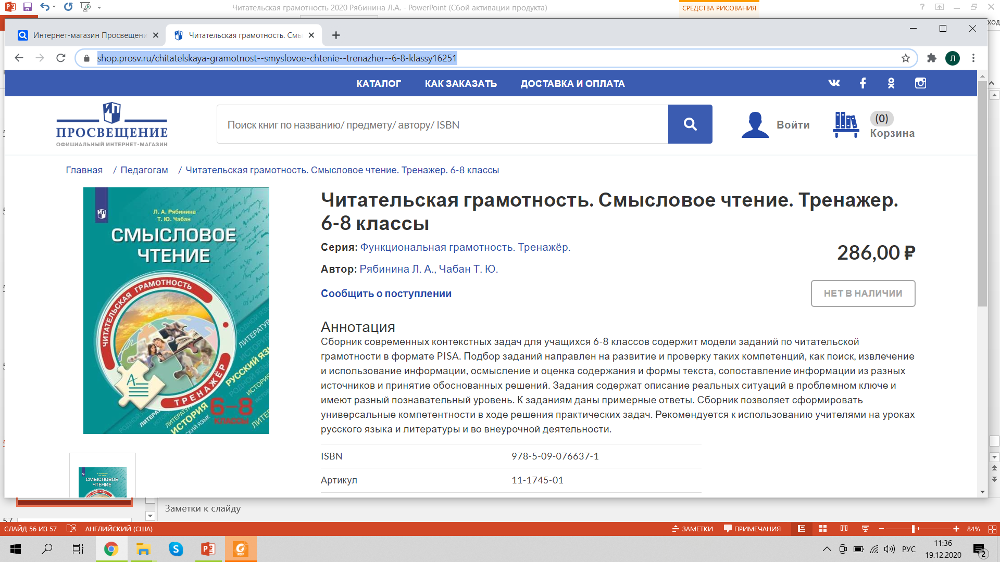 Читательская грамотность 2020 Рябинина Л.А. - PowerPoint (Сбой активации продукта)
СРЕДСТВА РИСОВАНИЯ
?
ХОД
Интернет-магазин Просвещени
Читательская грамотность. Смы
shop.prosv.ru/chitatelskaya-gramotnost--smyslovoe-chtenie--trenazher--6-8-klassy16251
Л
КАТАЛОГ
КАК ЗАКАЗАТЬ
ДОСТАВКА И ОПЛАТА
ПРОСВЕЩЕНИЕ
ОФИЦИАЛЬНЫЙ ИНТЕРНЕТ-МАГАЗИН
Поиск книг по названию/ предмету/ автору/ ISBN
Войти
(0)
Корзина
Главная / Педагогам / Читательская грамотность. Смысловое чтение. Тренажер. 6-8 классы
Л. А. Рябинина
Т. Ю. Чабан
СМЫСЛОВОЕ
ЧТЕНИЕ
ЧИТАТЕЛЬСКАЯ ГРАМОТНОСТЬ
ТРЕНАЖЁР
РУССКИЙ ЯЗЫ
ИСТОРИЯ
ЛИТЕРАТУР
6–8
КЛАССЫ
Читательская грамотность. Смысловое чтение. Тренажер.
6-8 классы
Серия: Функциональная грамотность. Тренажёр.
286,00 ₽
Автор: Рябинина Л. А., Чабан Т. Ю.
Сообщить о поступлении
НЕТ В НАЛИЧИИ
Аннотация
Сборник современных контекстных задач для учащихся 6-8 классов содержит модели заданий по читательской
грамотности в формате PISA. Подбор заданий направлен на развитие и проверку таких компетенций, как поиск, извлечение
и использование информации, осмысление и оценка содержания и формы текста, сопоставление информации из разных
источников и принятие обоснованных решений. Задания содержат описание реальных ситуаций в проблемном ключе и
имеют разный познавательный уровень. К заданиям даны примерные ответы. Сборник позволяет сформировать
универсальные компетентности в ходе решения практических задач. Рекомендуется к использованию учителями на уроках
русского языка и литературы и во внеурочной деятельности.
ISBN 978-5-09-076637-1
Артикул 11-1745-01
СМЫСЛОВОЕ
ЧТЕНИЕ
Заметки к слайду
57
СЛАЙД 56 ИЗ 57
АНГЛИЙСКИЙ (США)
ЗАМЕТКИ
ПРИМЕЧАНИЯ
84%
РУС
11:36
19.12.2020
2